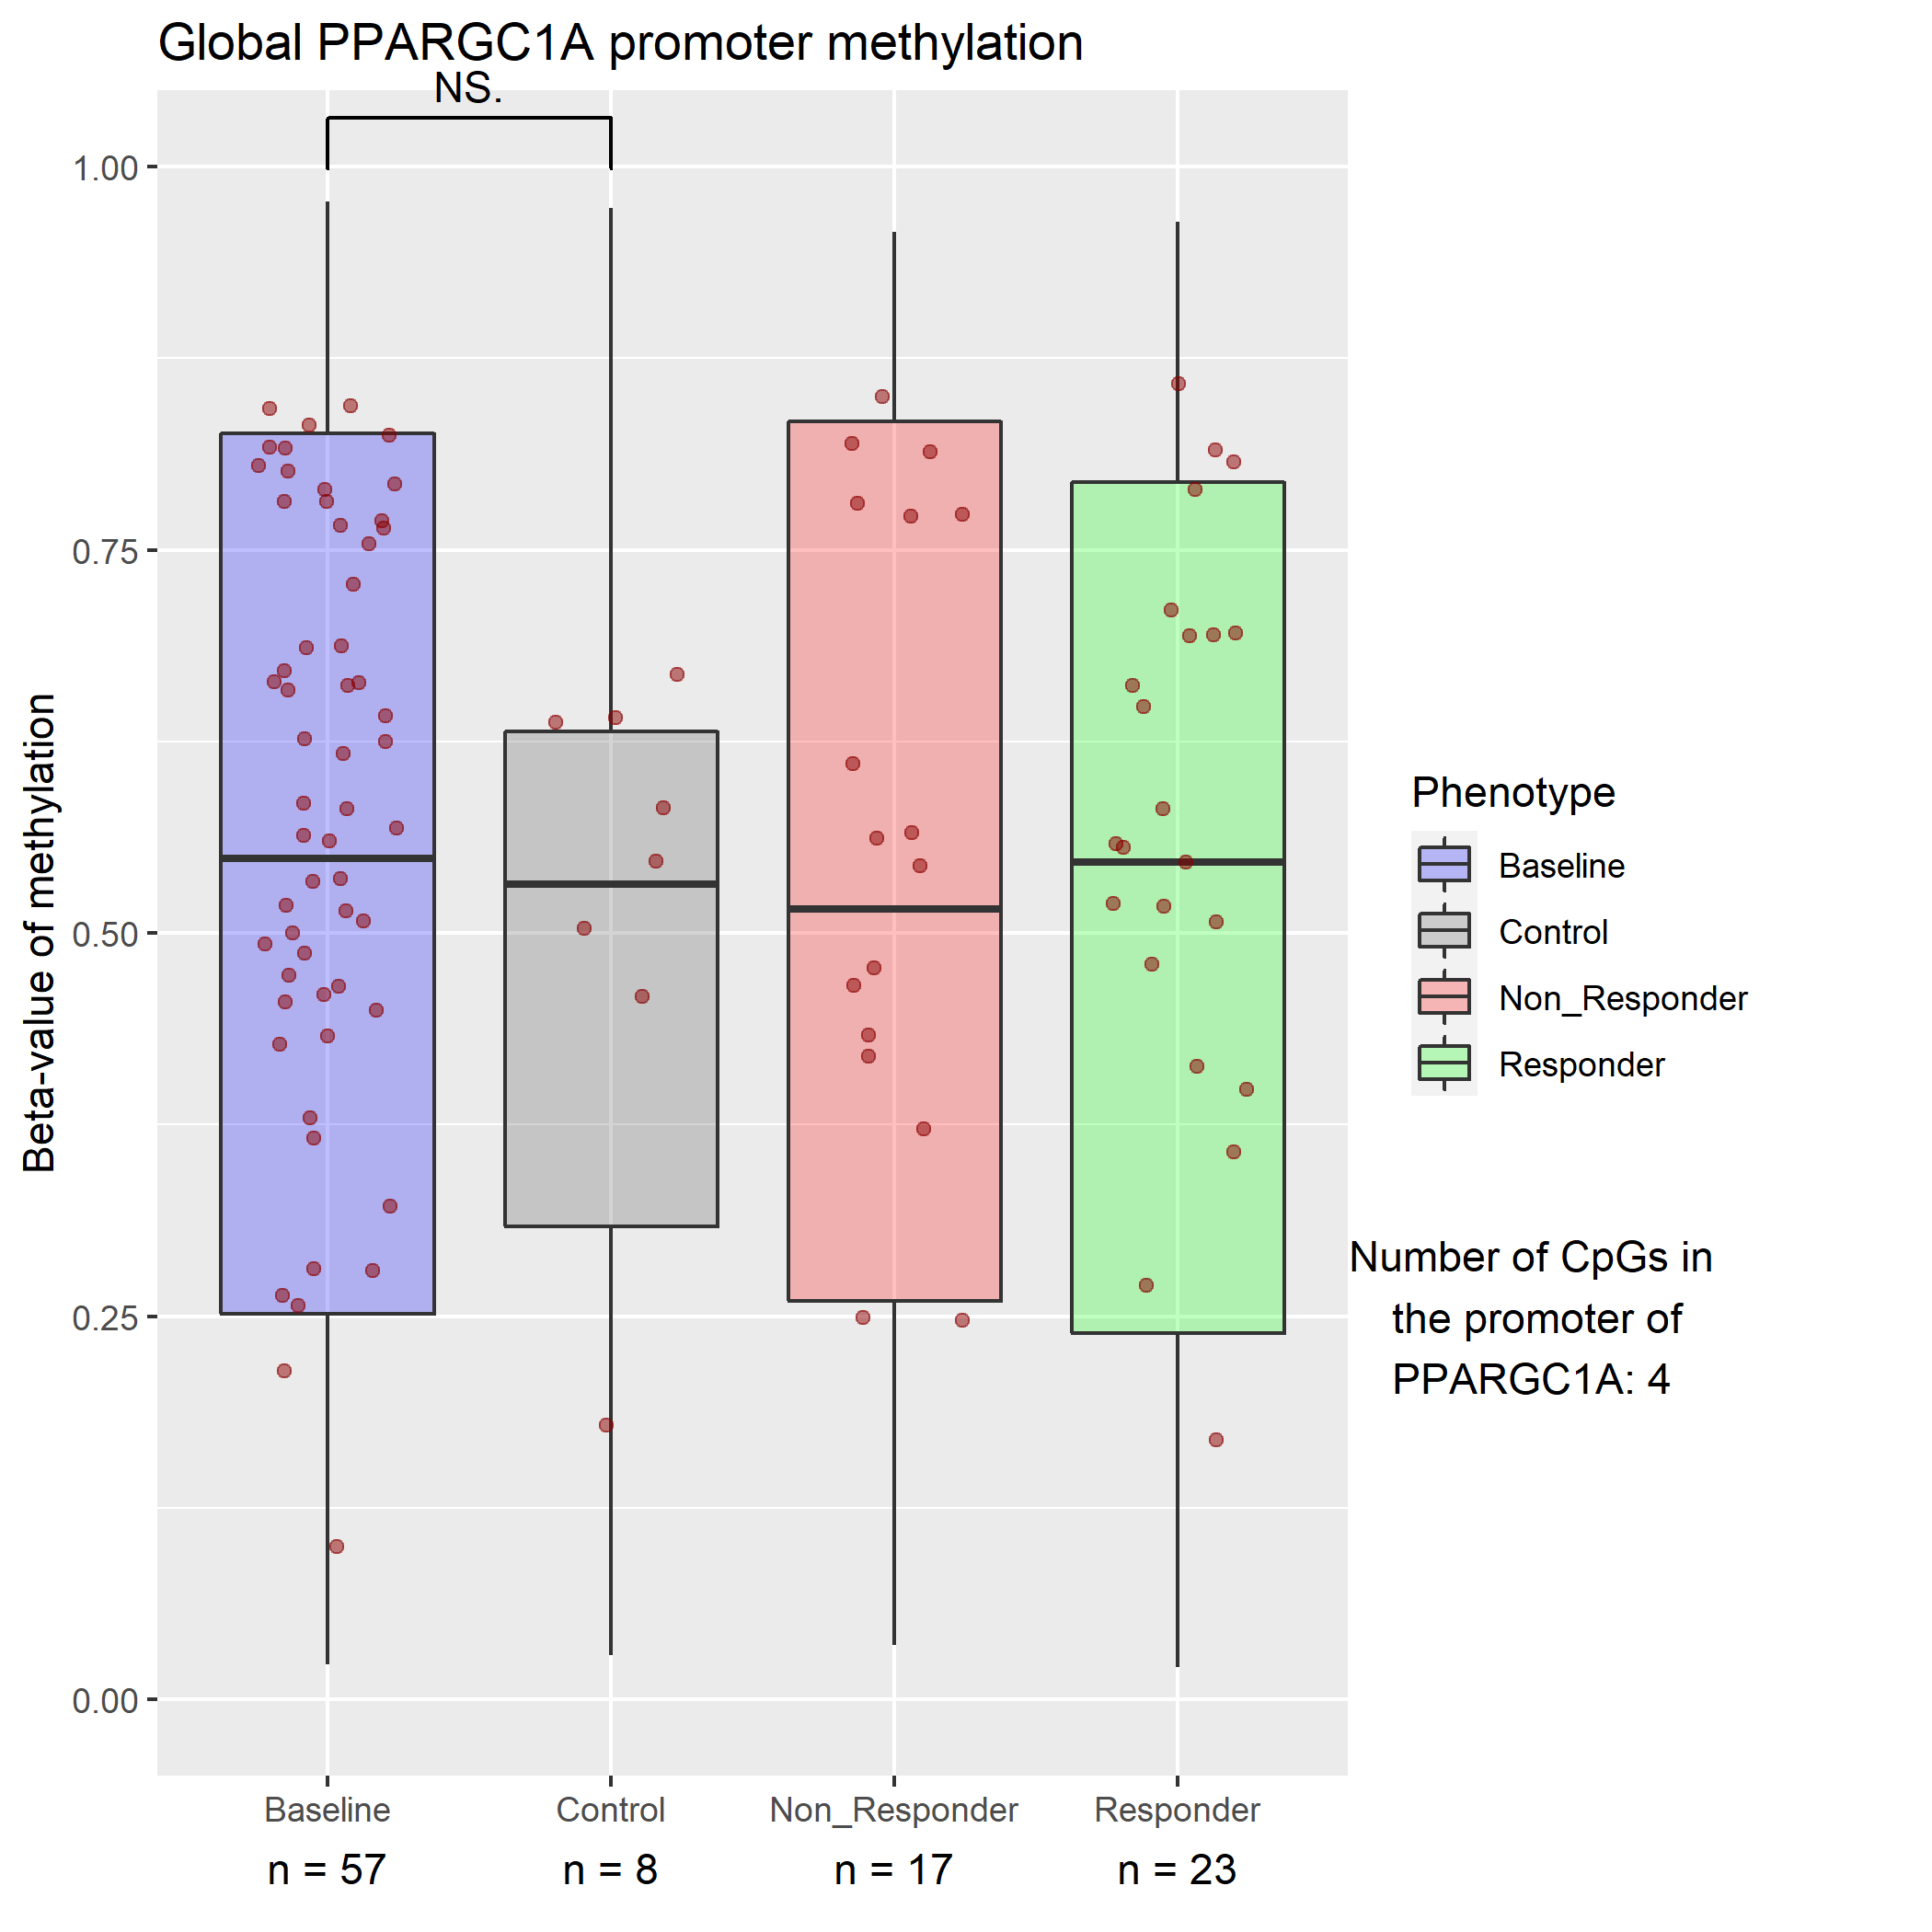 Global PPARGC1A promoter methylation
NS.
1.00
0.75
0.50
0.25
0.00
Beta-value of methylation
Baseline
Control
Non_Responder
Responder
n = 57
n = 8
n = 17
n = 23
Phenotype
Baseline
Control
Non_Responder
Responder
Number of CpGs in
the promoter of
PPARGC1A: 4